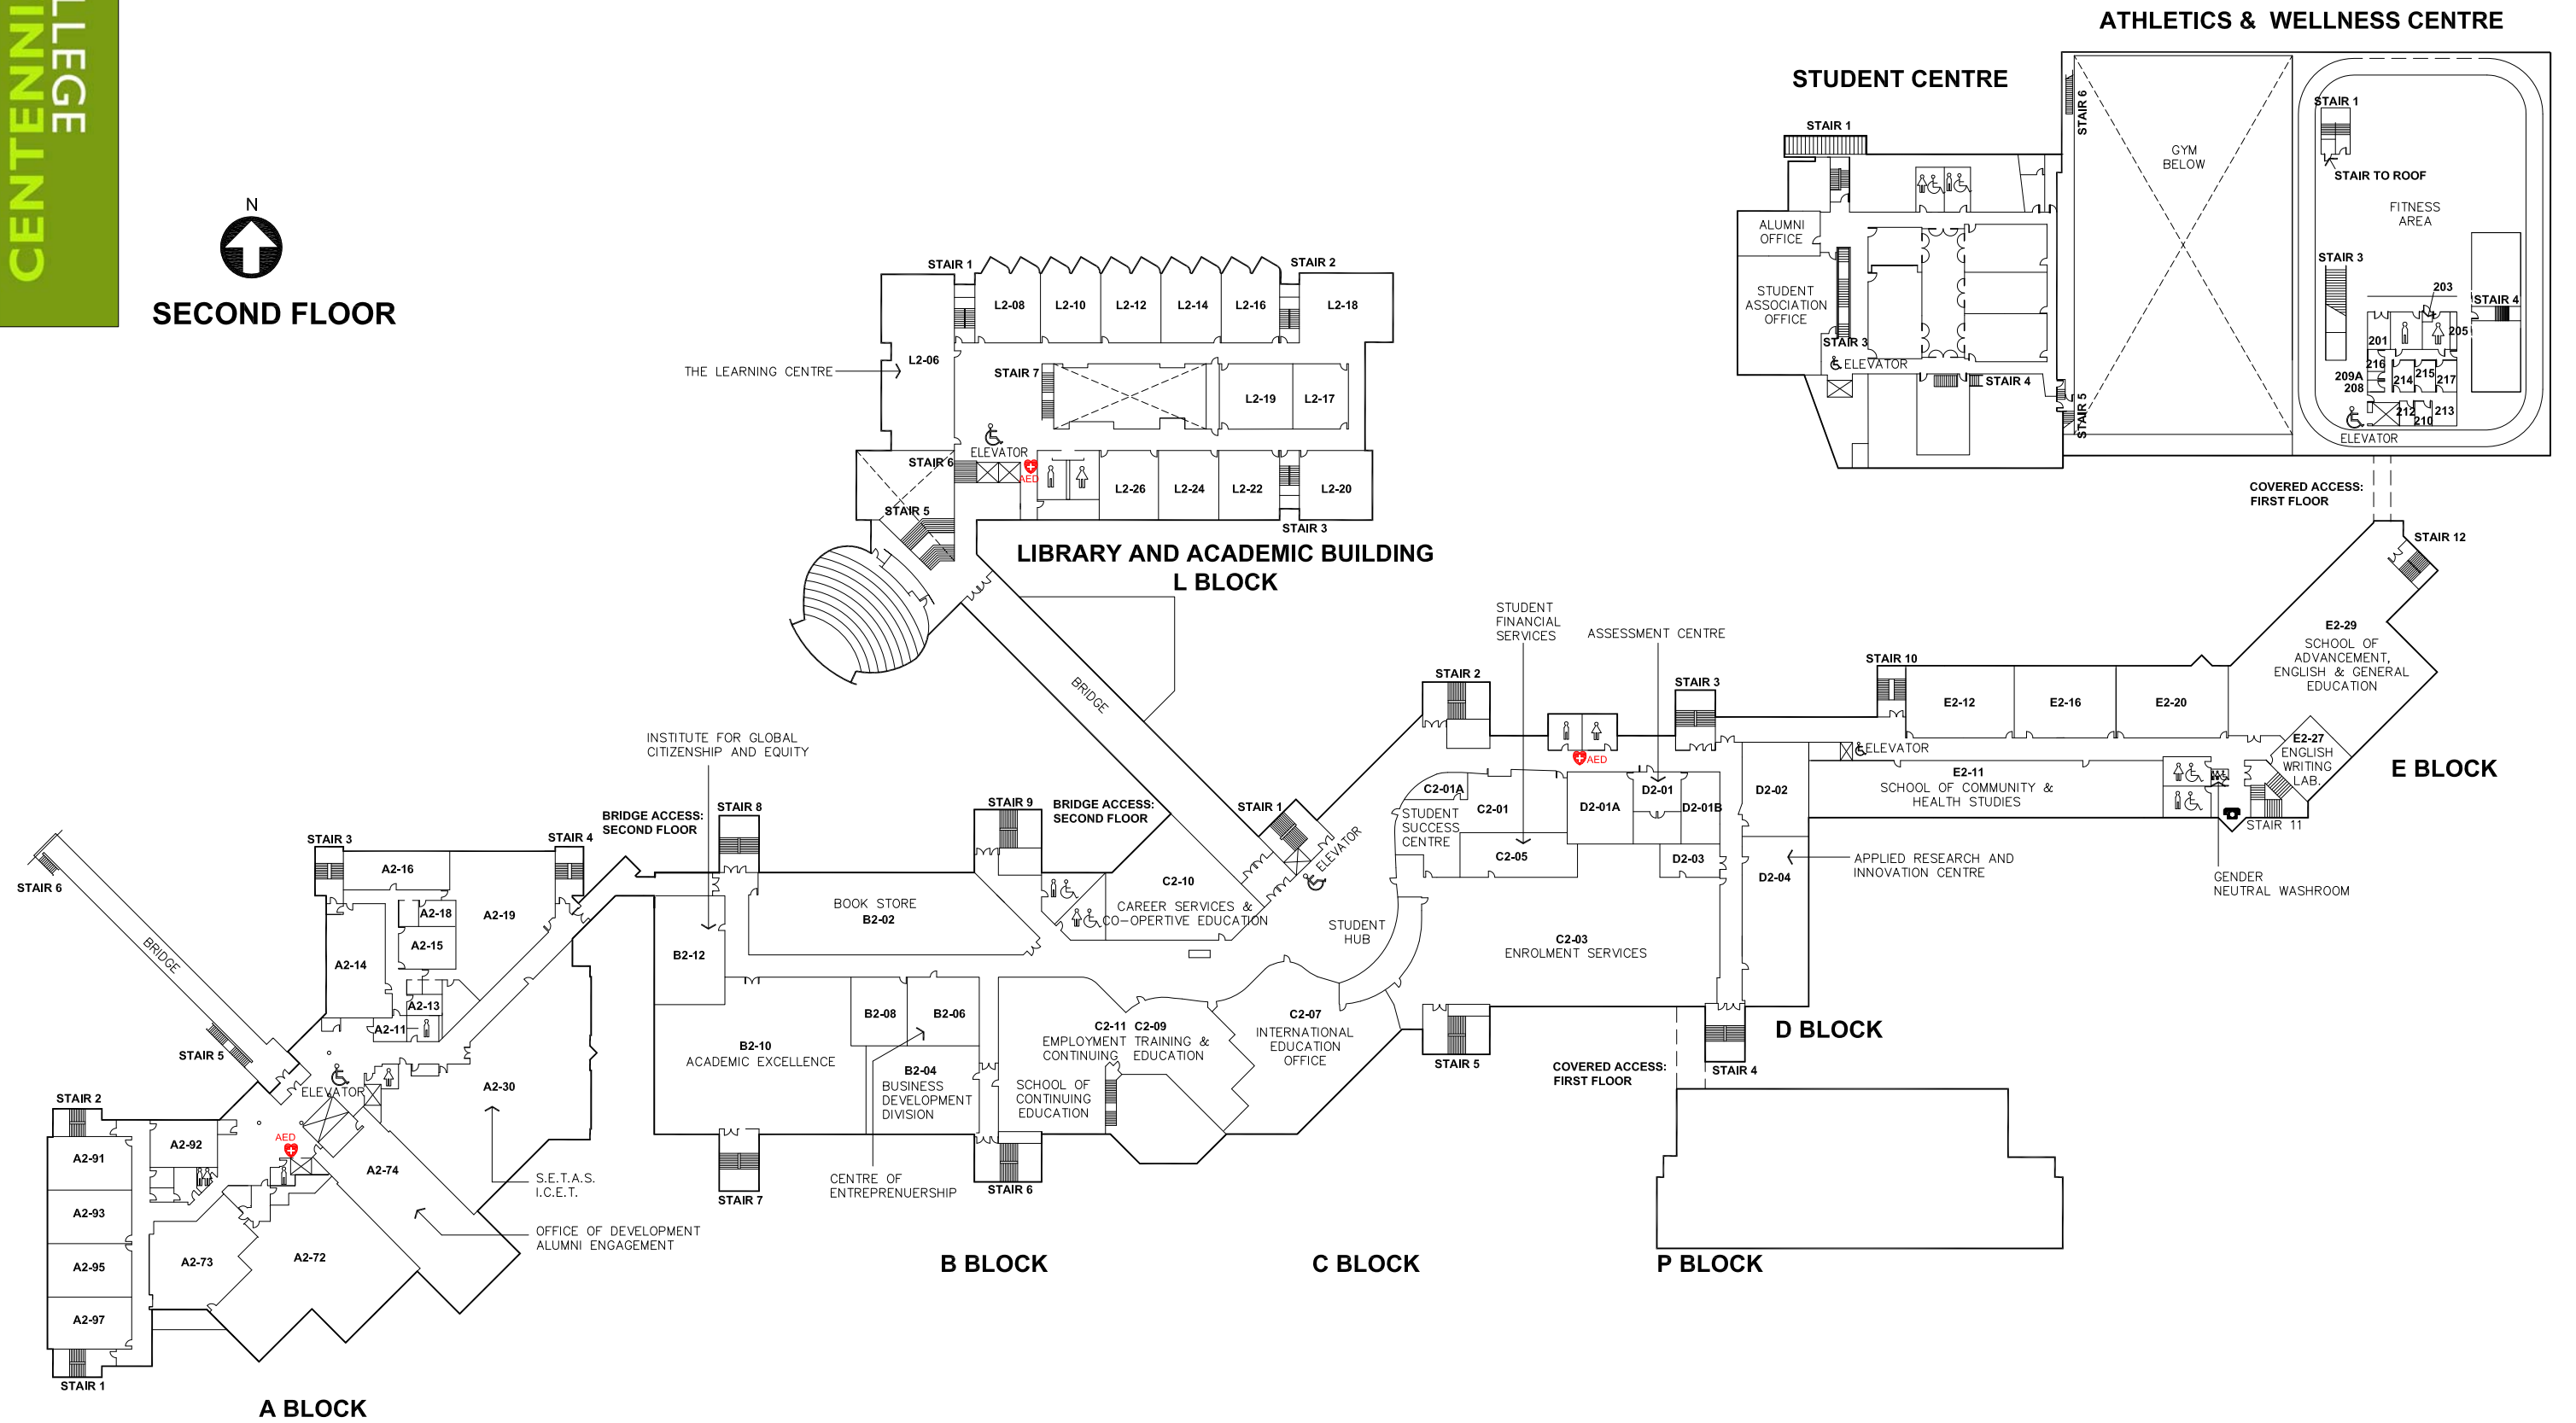 CENTENNI
LLEGE
N
SECOND FLOOR
ATHLETICS & WELLNESS CENTRE
STUDENT CENTRE
STAIR 1
STAIR 6
GYM
BELOW
STAIR 1
STAIR TO ROOF
FITNESS
AREA
ALUMNI
OFFICE
STUDENT
ASSOCIATION
OFFICE
STAIR 3
ELEVATOR
STAIR 4
STAIR 5
STAIR 3
203
STAIR 4
205
201
216
209A
208
214
215
217
212
210
213
ELEVATOR
COVERED ACCESS:
FIRST FLOOR
STAIR 1
STAIR 2
L2-08
L2-10
L2-12
L2-14
L2-16
L2-18
L2-06
THE LEARNING CENTRE
STAIR 7
L2-19
L2-17
ELEVATOR
STAIR 6
AED
L2-26
L2-24
L2-22
L2-20
STAIR 5
STAIR 3
LIBRARY AND ACADEMIC BUILDING
L BLOCK
BRIDGE
STUDENT
FINANCIAL
SERVICES
ASSESSMENT CENTRE
STAIR 2
STAIR 3
AED
STAIR 10
E2-12
E2-16
E2-20
STAIR 12
E2-29
SCHOOL OF
ADVANCEMENT,
ENGLISH & GENERAL
EDUCATION
E2-27
ENGLISH
WRITING
LAB.
E BLOCK
ELEVATOR
E2-11
SCHOOL OF COMMUNITY &
HEALTH STUDIES
STAIR 11
GENDER
NEUTRAL WASHROOM
INSTITUTE FOR GLOBAL
CITIZENSHIP AND EQUITY
BRIDGE ACCESS:
SECOND FLOOR
STAIR 8
STAIR 9
BRIDGE ACCESS:
SECOND FLOOR
STAIR 1
ELEVATOR
C2-01A
C2-01
STUDENT
SUCCESS
CENTRE
C2-05
D2-01A
D2-01
D2-01B
D2-02
D2-03
D2-04
APPLIED RESEARCH AND
INNOVATION CENTRE
STAIR 6
BRIDGE
STAIR 5
STAIR 3
STAIR 4
A2-16
A2-18
A2-19
A2-15
A2-14
A2-13
A2-11
BOOK STORE
B2-02
B2-12
C2-10
CAREER SERVICES &
CO-OPERTIVE EDUCATION
STUDENT
HUB
C2-03
ENROLMENT SERVICES
B2-08
B2-06
B2-10
ACADEMIC EXCELLENCE
B2-04
BUSINESS
DEVELOPMENT
DIVISION
C2-11
C2-09
EMPLOYMENT TRAINING &
CONTINUING EDUCATION
SCHOOL OF
CONTINUING
EDUCATION
C2-07
INTERNATIONAL
EDUCATION
OFFICE
STAIR 5
D BLOCK
COVERED ACCESS:
FIRST FLOOR
STAIR 4
ELEVATOR
A2-30
STAIR 2
AED
A2-92
A2-91
A2-74
A2-93
S.E.T.A.S.
I.C.E.T.
OFFICE OF DEVELOPMENT
ALUMNI ENGAGEMENT
A2-95
A2-73
A2-72
A2-97
STAIR 1
A BLOCK
STAIR 7
CENTRE OF
ENTREPRENUERSHIP
STAIR 6
B BLOCK
C BLOCK
P BLOCK